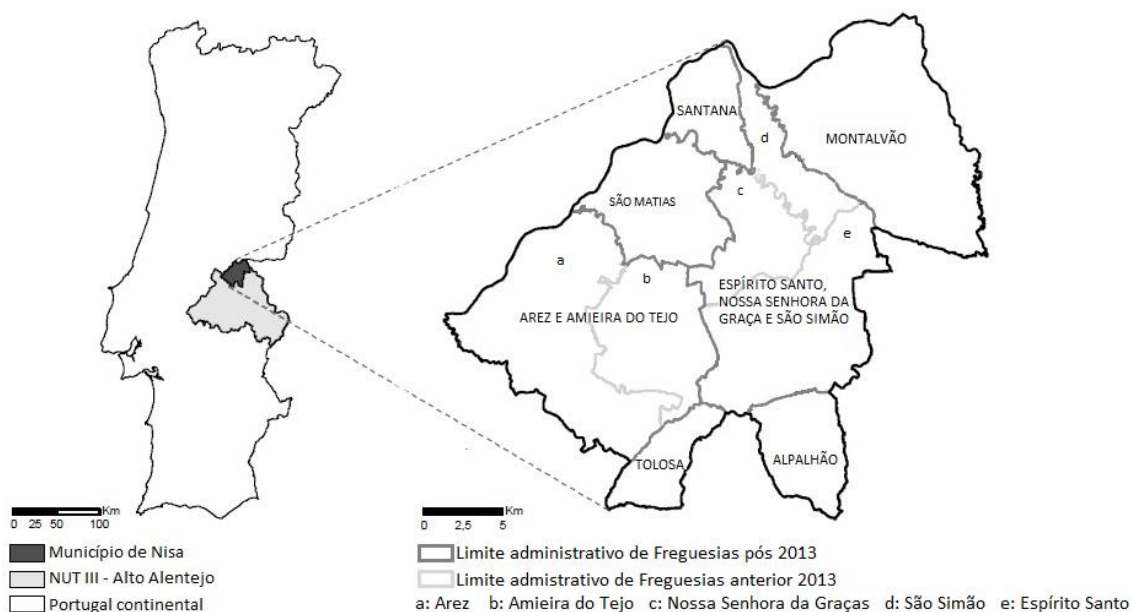 SANTANA
d
MONTALVÃO
c
SÃO MATIAS
e
a
b
ESPÍRITO SANTO,
NOSSA SENHORA DA
GRAÇA E SÃO SIMÃO
AREZ E AMIEIRA DO TEJO
TOLOSA
ALPALHÃO
Km
0 25 50 100
Km
0 2,5 5
Município de Nisa
NUT III - Alto Alentejo
Portugal continental
Limite administrativo de Freguesias pós 2013
Limite admistrativo de Freguesias anterior 2013
a: Arez b: Amieira do Tejo c: Nossa Senhora da Graças d: São Simão e: Espírito Santo